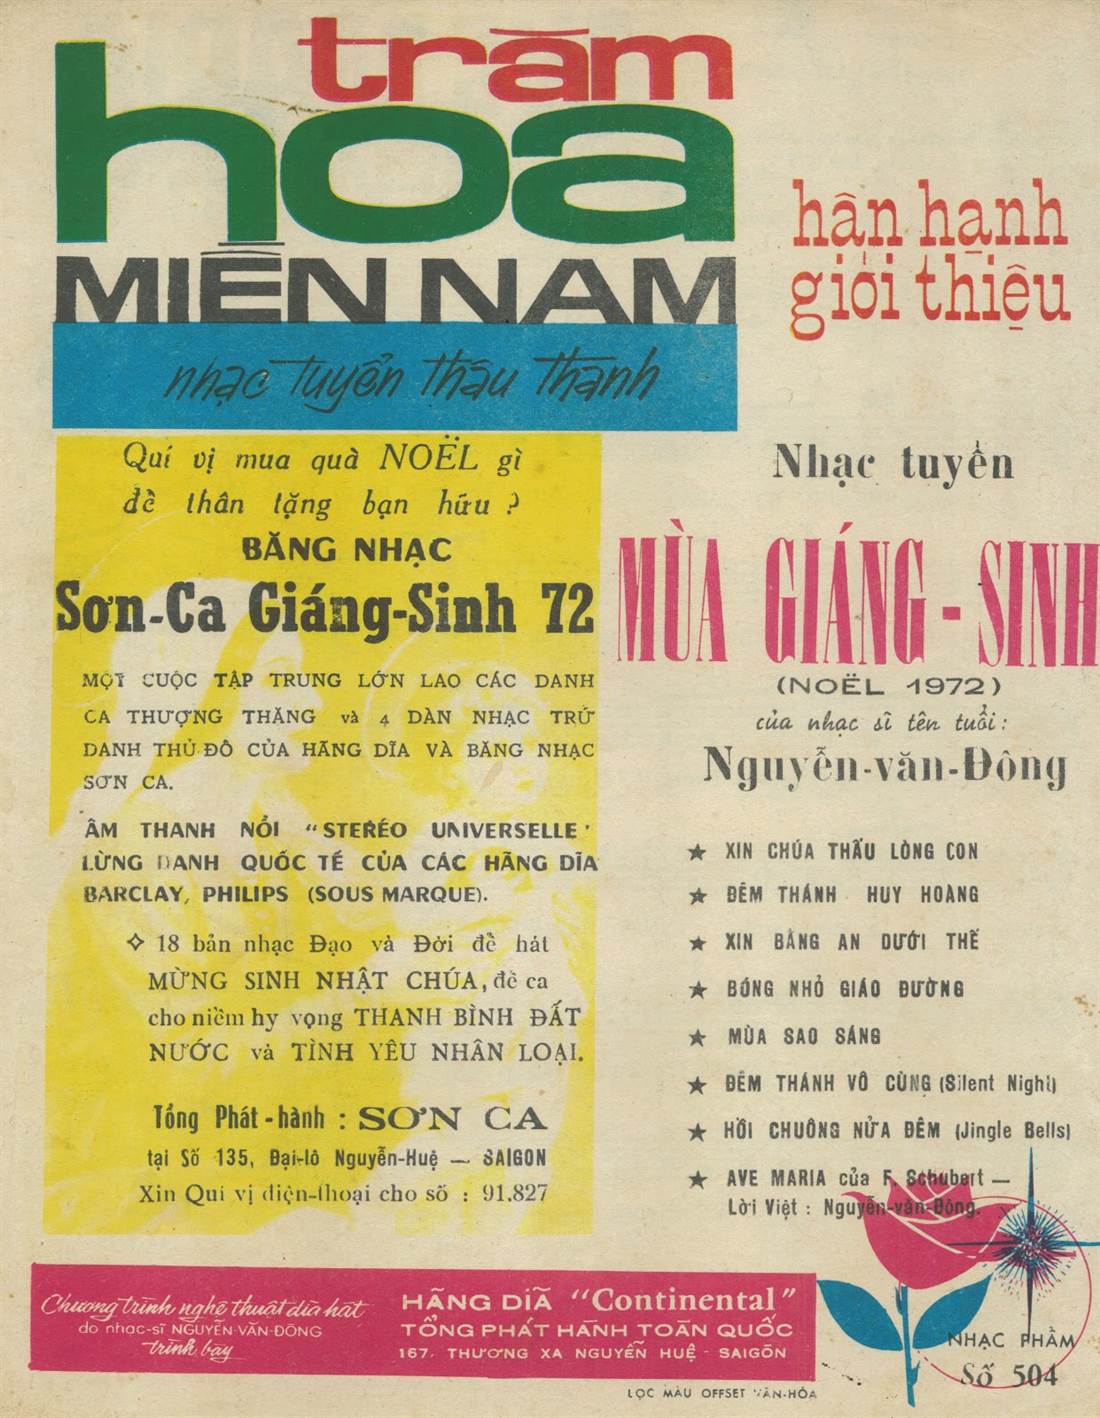 trăm
hoa
MIỀN NAM
nhạc tuyển thâu thanh
hân hạnh
giới thiệu
Quí vị mua quà NOËL gì
để thân tặng bạn hữu ?
BĂNG NHẠC
Sơn-Ca Giáng-Sinh 72
MỘT CUỘC TẬP TRUNG LỚN LAO CÁC DANH
CA THƯỢNG THẶNG và 4 DÀN NHẠC TRỨ
DANH THỦ ĐÔ CỦA HÃNG DĨA VÀ BĂNG NHẠC
SƠN CA.
ÂM THANH NỔI "STERÉO UNIVERSELLE"
LỪNG DANH QUỐC TẾ CỦA CÁC HÃNG DĨA
BARCLAY, PHILIPS (SOUS MARQUE).
✧ 18 bản nhạc Đạo và Đời để hát
MỪNG SINH NHẬT CHÚA, để ca
cho niềm hy vọng THANH BÌNH ĐẤT
NƯỚC và TÌNH YÊU NHÂN LOẠI.
Tổng Phát-hành : SƠN CA
tại Số 135, Đại-lô Nguyễn-Huệ — SAIGON
Xin Quí vị điện-thoại cho số : 91.827
Nhạc tuyển
MÙA GIÁNG-SINH
(NOËL 1972)
của nhạc sĩ tên tuổi:
Nguyễn-văn-Đông
★ XIN CHÚA THẤU LÒNG CON
★ ĐÊM THÁNH HUY HOÀNG
★ XIN BẰNG AN DƯỚI THẾ
★ BÓNG NHỎ GIÁO ĐƯỜNG
★ MÙA SAO SÁNG
★ ĐÊM THÁNH VÔ CÙNG (Silent Night)
★ HỒI CHUÔNG NỬA ĐÊM (Jingle Bells)
★ AVE MARIA của F. Schubert —
Lời Việt : Nguyễn-văn-Đông.
Chương trình nghệ thuật dĩa hát
do nhạc-sĩ NGUYỄN-VĂN-ĐÔNG
trình bày
HÃNG DĨA "Continental"
TỔNG PHÁT HÀNH TOÀN QUỐC
167, THƯƠNG XA NGUYỄN HUỆ - SAIGÒN
NHẠC PHẨM
Số 504
LỌC MÀU OFFSET VĂN-HÓA